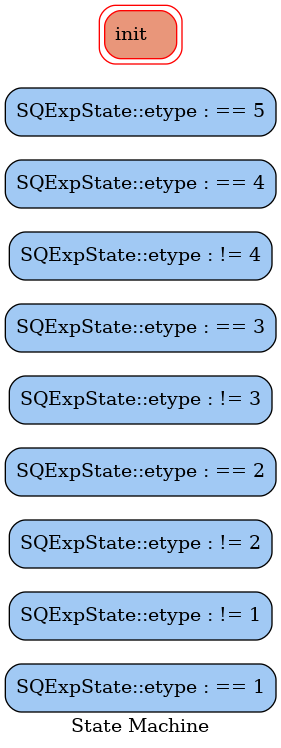 init
SQExpState::etype : == 5
SQExpState::etype : == 4
SQExpState::etype : != 4
SQExpState::etype : == 3
SQExpState::etype : != 3
SQExpState::etype : == 2
SQExpState::etype : != 2
SQExpState::etype : != 1
SQExpState::etype : == 1
State Machine